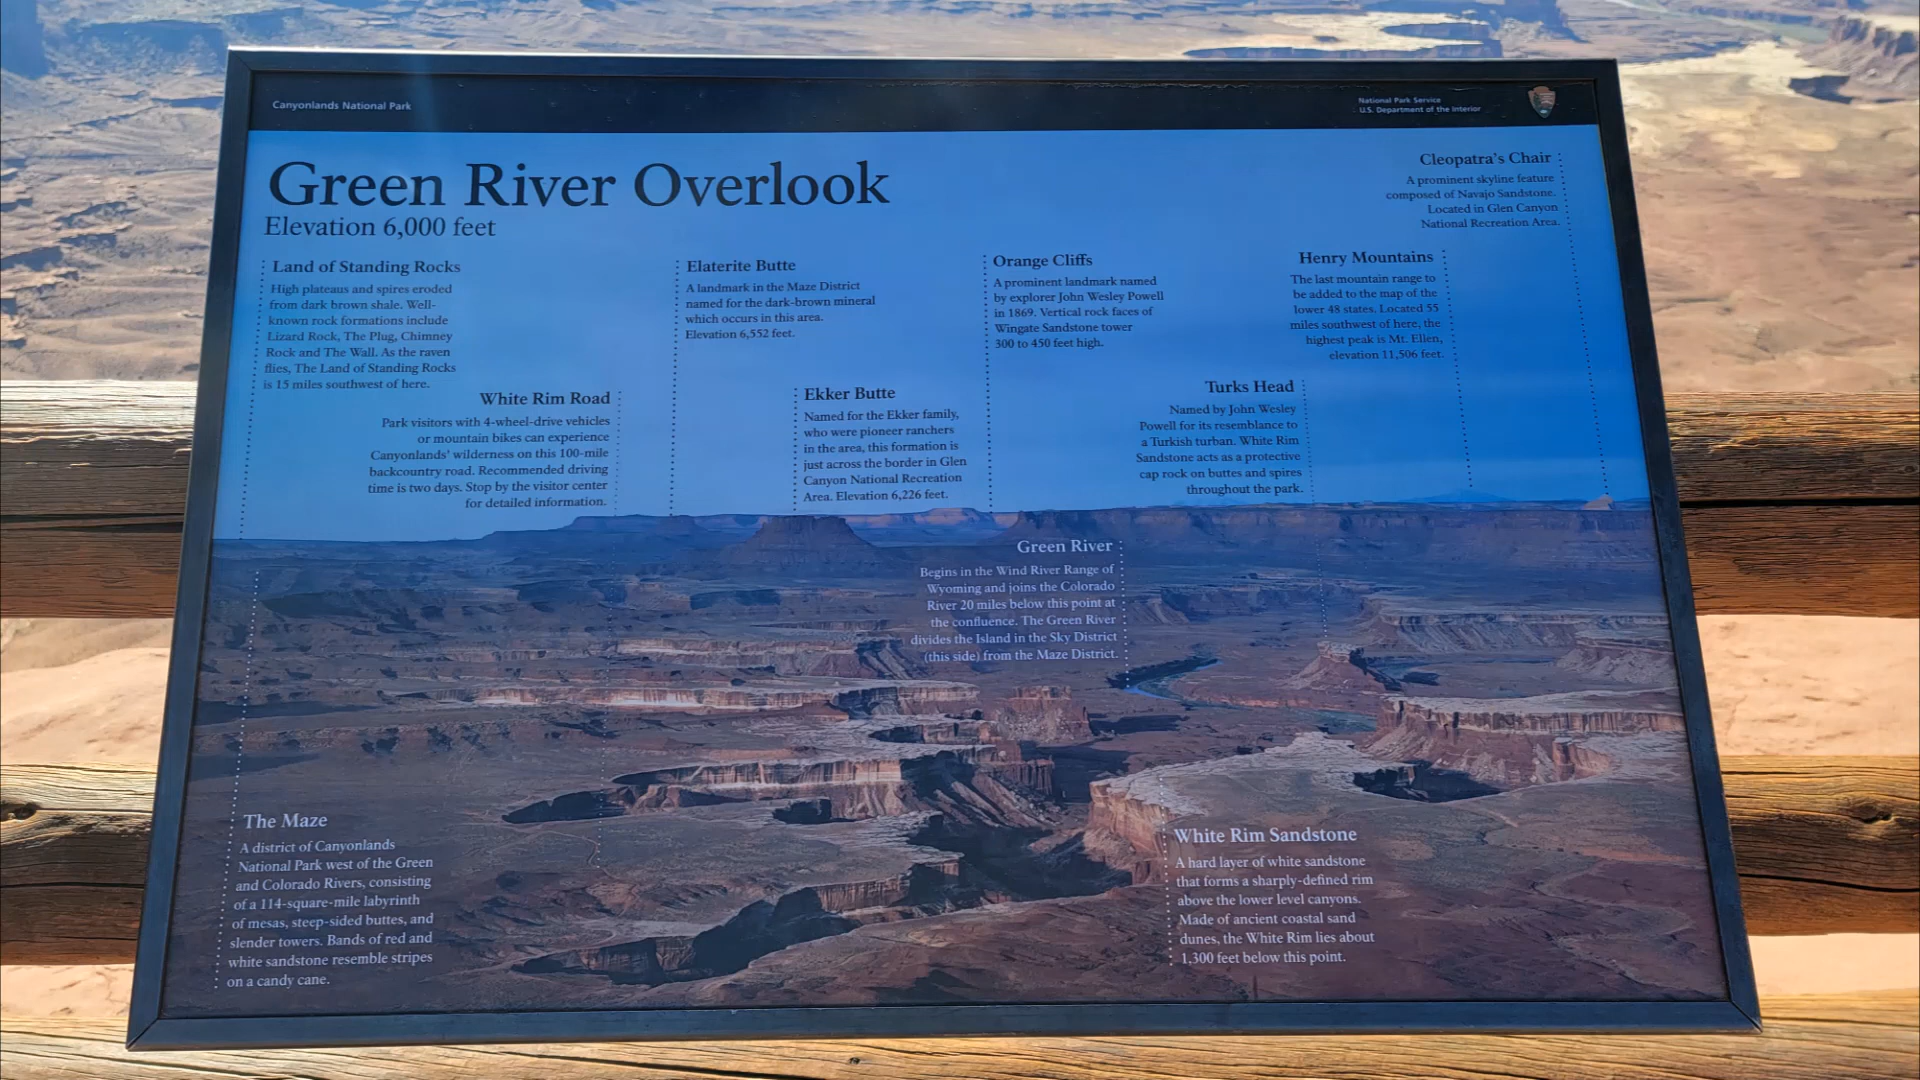 Canyonlands National Park
National Park Service
U.S. Department of the Interior
Green River Overlook
Elevation 6,000 feet
Cleopatra's Chair
A prominent skyline feature
composed of Navajo Sandstone.
Located in Glen Canyon
National Recreation Area.
Land of Standing Rocks
High plateaus and spires eroded
from dark brown shale. Well-
known rock formations include
Lizard Rock, The Plug, Chimney
Rock and The Wall. As the raven
flies, The Land of Standing Rocks
is 15 miles southwest of here.
Elaterite Butte
A landmark in the Maze District
named for the dark-brown mineral
which occurs in this area.
Elevation 6,552 feet.
Orange Cliffs
A prominent landmark named
by explorer John Wesley Powell
in 1869. Vertical rock faces of
Wingate Sandstone tower
300 to 450 feet high.
Henry Mountains
The last mountain range to
be added to the map of the
lower 48 states. Located 55
miles southwest of here, the
highest peak is Mt. Ellen,
elevation 11,506 feet.
White Rim Road
Park visitors with 4-wheel-drive vehicles
or mountain bikes can experience
Canyonlands' wilderness on this 100-mile
backcountry road. Recommended driving
time is two days. Stop by the visitor center
for detailed information.
Ekker Butte
Named for the Ekker family,
who were pioneer ranchers
in the area, this formation is
just across the border in Glen
Canyon National Recreation
Area. Elevation 6,226 feet.
Turks Head
Named by John Wesley
Powell for its resemblance to
a Turkish turban. White Rim
Sandstone acts as a protective
cap rock on buttes and spires
throughout the park.
Green River
Begins in the Wind River Range of
Wyoming and joins the Colorado
River 20 miles below this point at
the confluence. The Green River
divides the Island in the Sky District
(this side) from the Maze District.
The Maze
A district of Canyonlands
National Park west of the Green
and Colorado Rivers, consisting
of a 114-square-mile labyrinth
of mesas, steep-sided buttes, and
slender towers. Bands of red and
white sandstone resemble stripes
on a candy cane.
White Rim Sandstone
A hard layer of white sandstone
that forms a sharply-defined rim
above the lower level canyons.
Made of ancient coastal sand
dunes, the White Rim lies about
1,300 feet below this point.